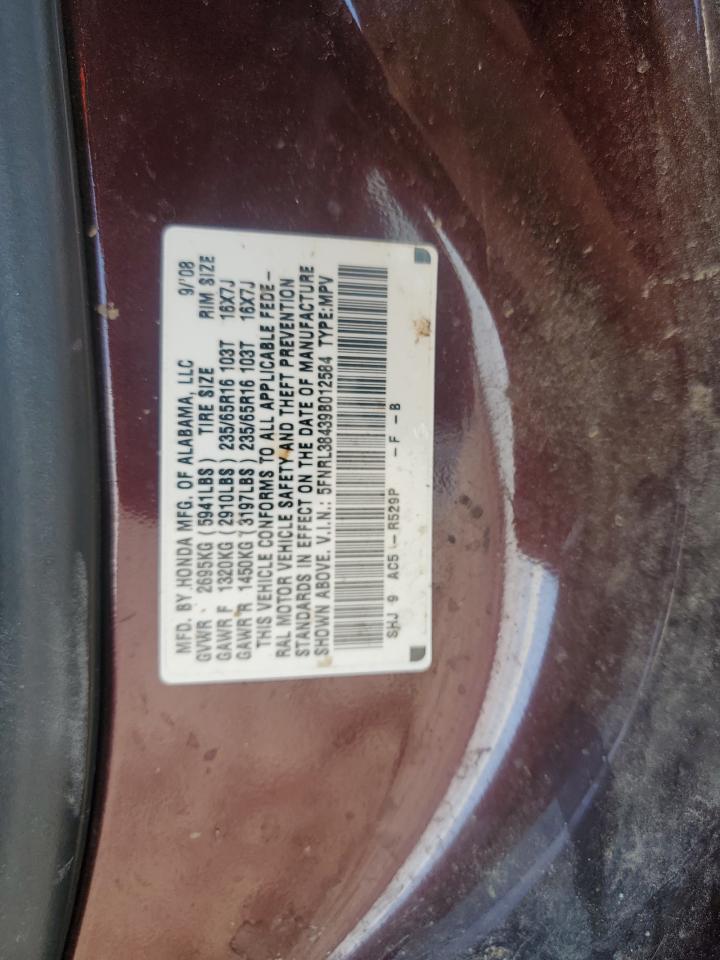 MFD. BY HONDA MFG. OF ALABAMA, LLC 9/'08
GVWR 2695KG (5941LBS) TIRE SIZE RIM SIZE
GAWR F 1320KG (2910LBS) 235/65R16 103T 16X7J
GAWR R 1450KG (3197LBS) 235/65R16 103T 16X7J
THIS VEHICLE CONFORMS TO ALL APPLICABLE FEDE-
RAL MOTOR VEHICLE SAFETY AND THEFT PREVENTION
STANDARDS IN EFFECT ON THE DATE OF MANUFACTURE
SHOWN ABOVE. V.I.N.: 5FNRL38439B012584 TYPE:MPV
SHJ 9 AC5 - R529P - F - B